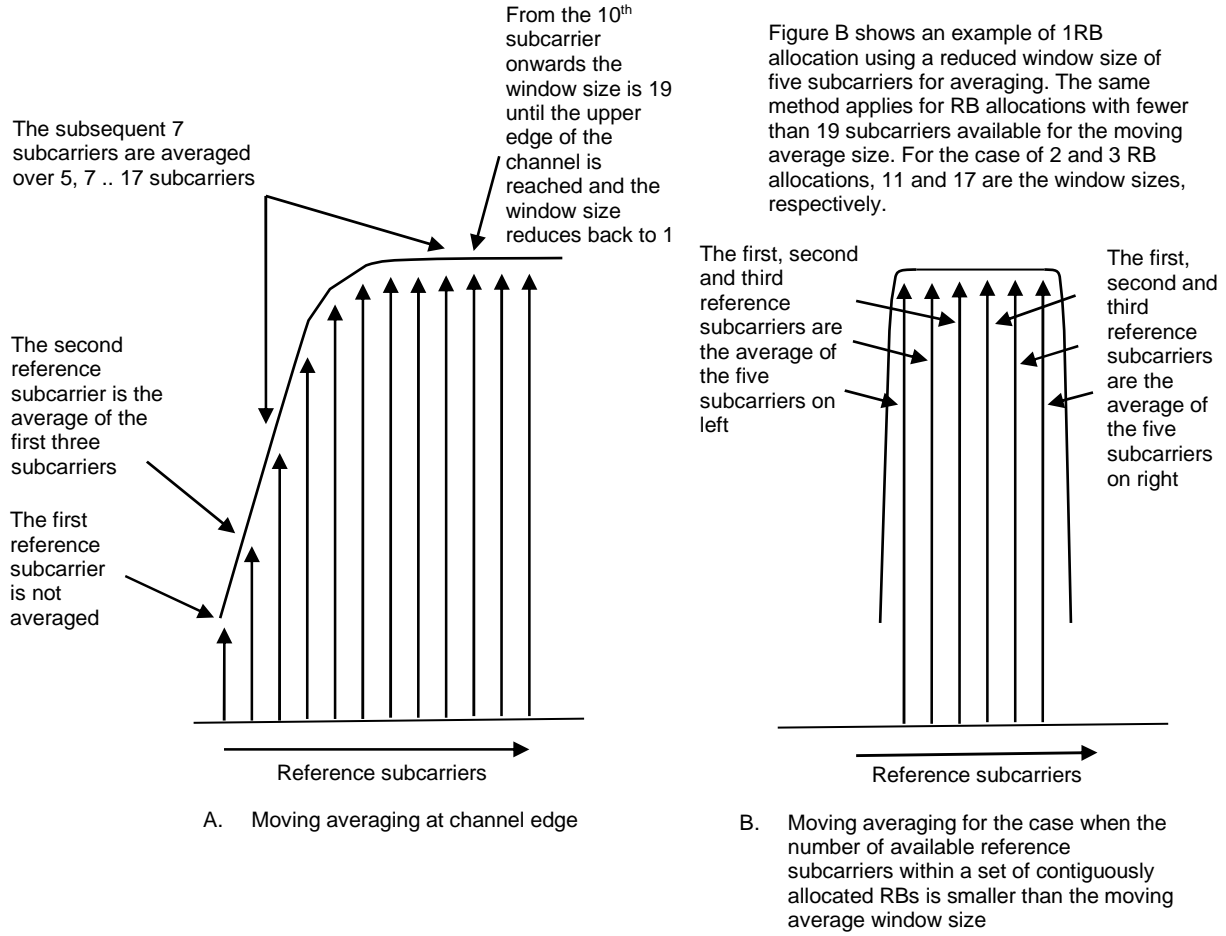 From the 10th
subcarrier
onwards the
window size is 19
until the upper
edge of the
channel is
reached and the
window size
reduces back to 1
Figure B shows an example of 1RB
allocation using a reduced window size of
five subcarriers for averaging. The same
method applies for RB allocations with fewer
than 19 subcarriers available for the moving
average size. For the case of 2 and 3 RB
allocations, 11 and 17 are the window sizes,
respectively.
The subsequent 7
subcarriers are averaged
over 5, 7 .. 17 subcarriers
The second
reference
subcarrier is the
average of the
first three
subcarriers
The first
reference
subcarrier
is not
averaged
The first, second
and third
reference
subcarriers are
the average of
the five
subcarriers on
left
The first,
second and
third
reference
subcarriers
are the
average of
the five
subcarriers
on right
Reference subcarriers
Reference subcarriers
A. Moving averaging at channel edge
B. Moving averaging for the case when the
number of available reference
subcarriers within a set of contiguously
allocated RBs is smaller than the moving
average window size